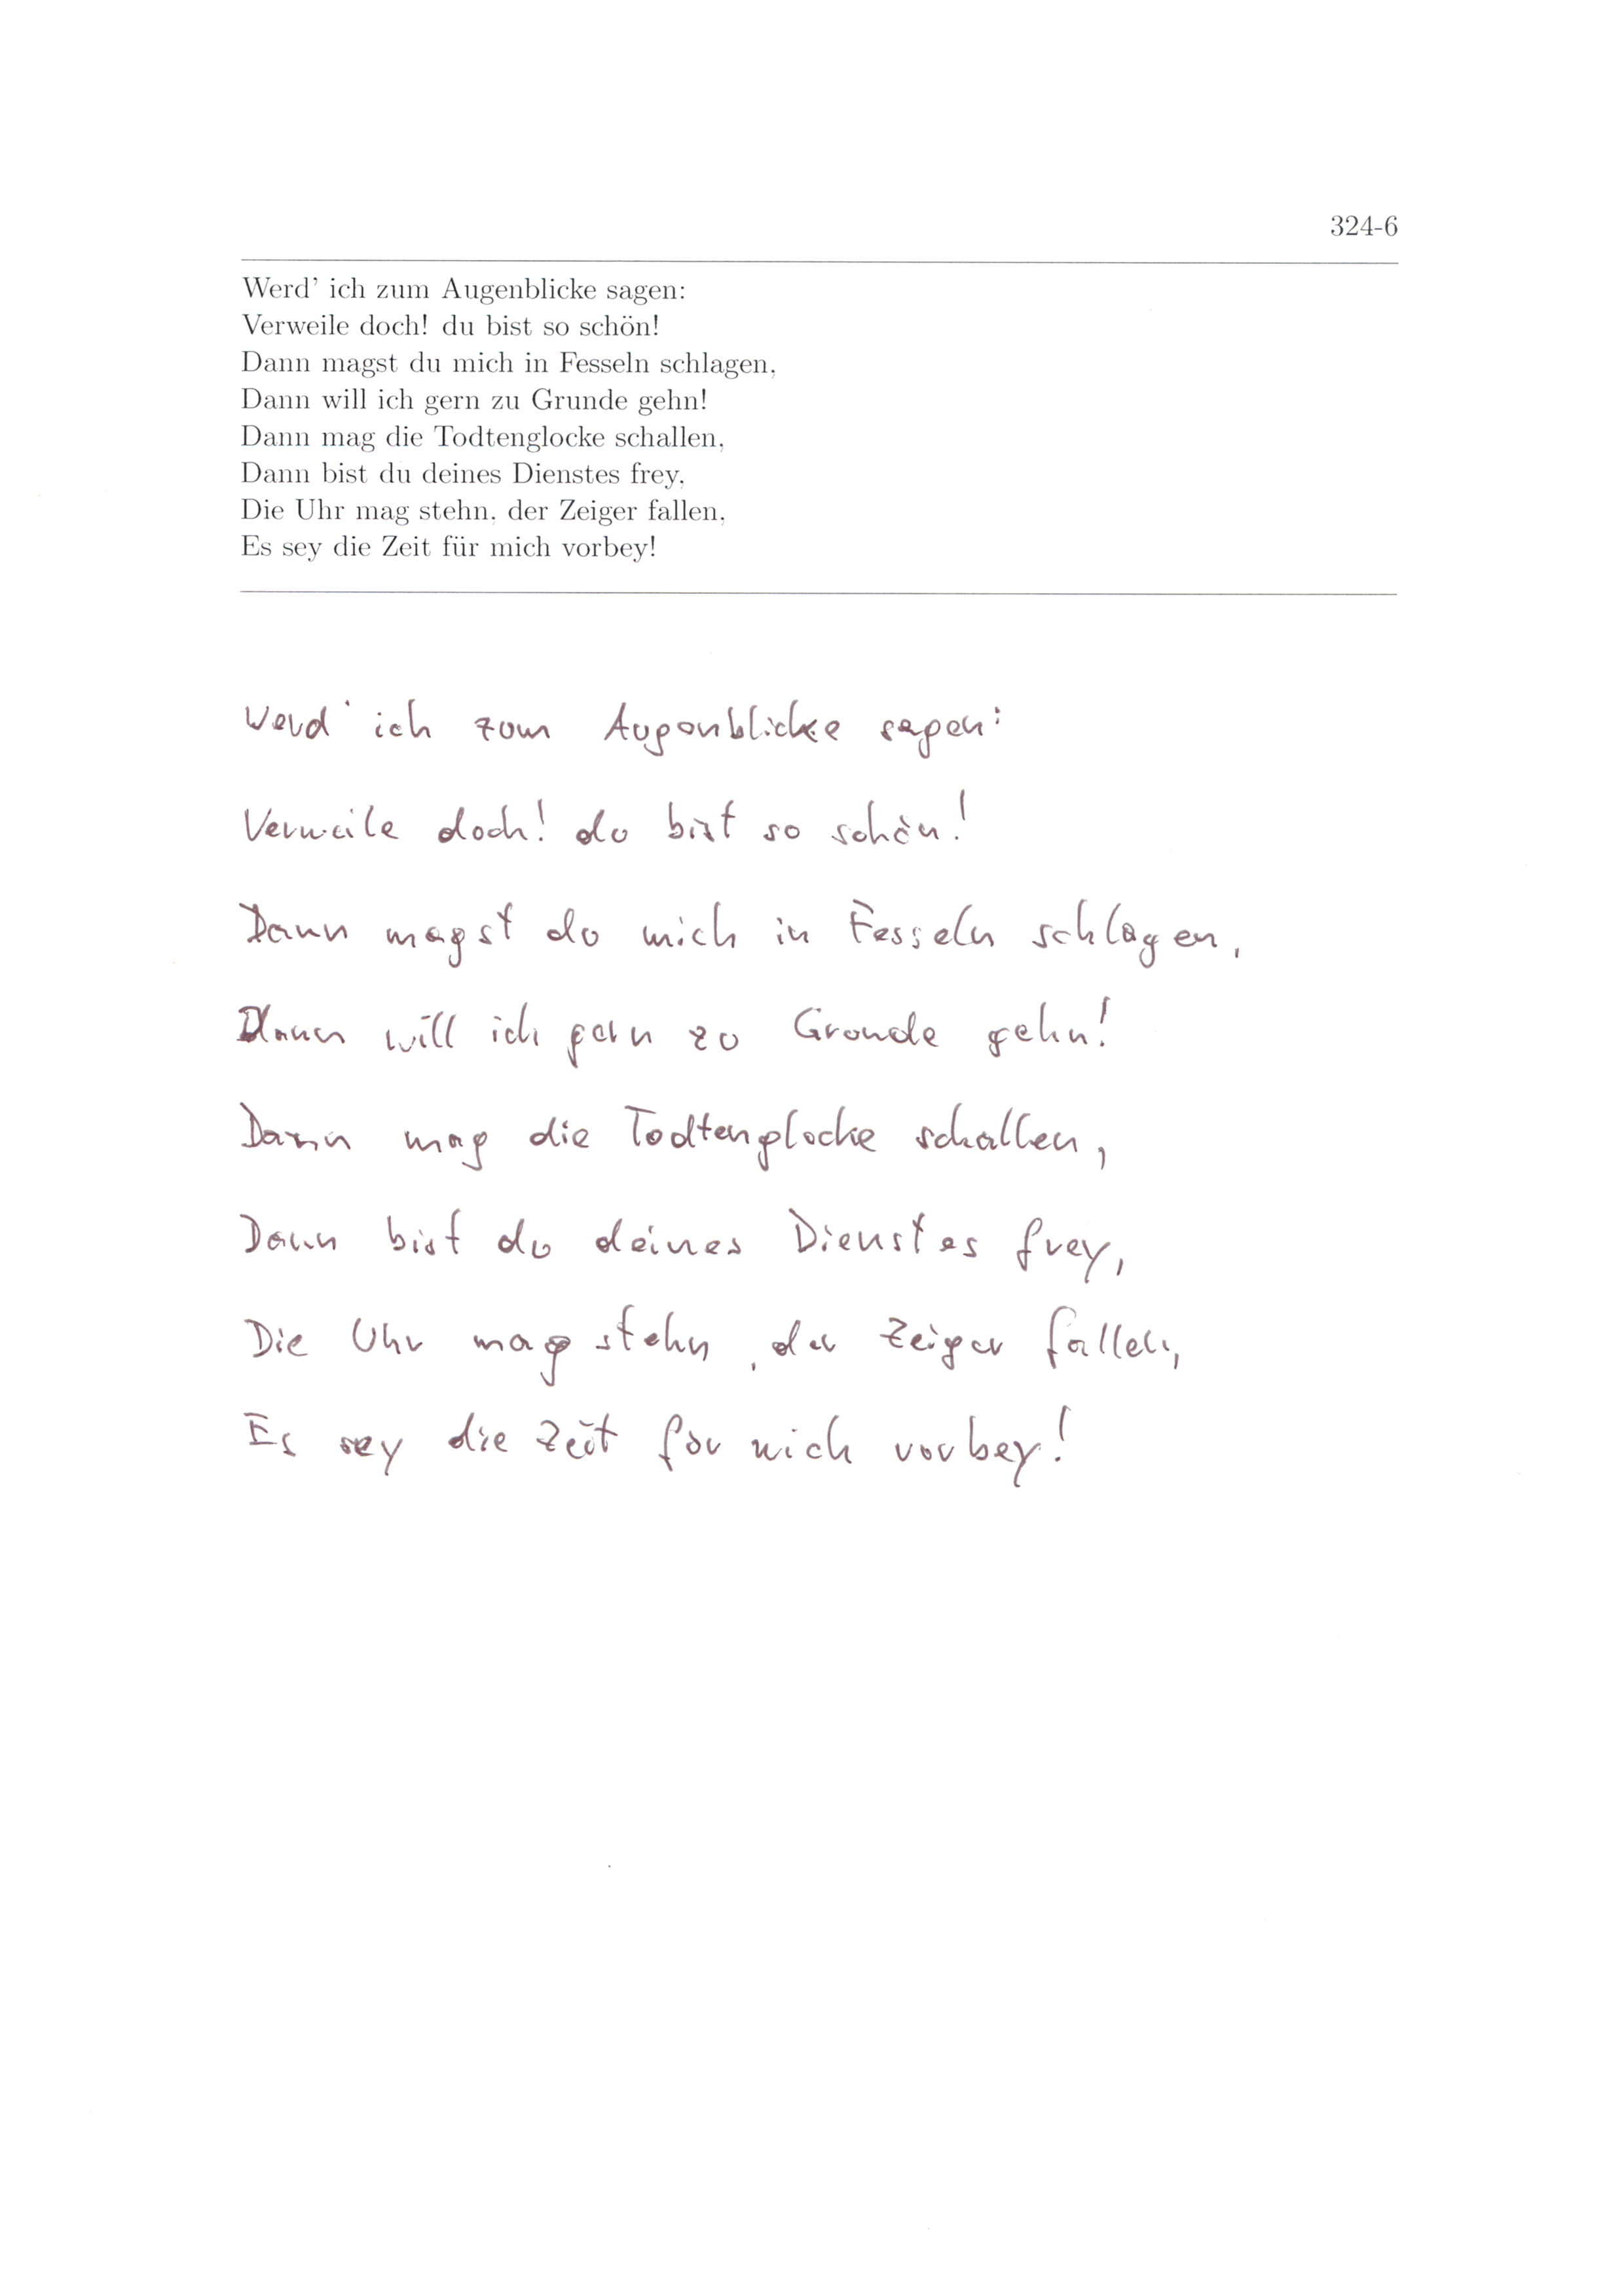 324-6
Werd' ich zum Augenblicke sagen:
Verweile doch! du bist so schön!
Dann magst du mich in Fesseln schlagen,
Dann will ich gern zu Grunde gehn!
Dann mag die Todtenglocke schallen,
Dann bist du deines Dienstes frey,
Die Uhr mag stehn, der Zeiger fallen,
Es sey die Zeit für mich vorbey!
Werd' ich zum Augenblicke sagen:
Verweile doch! du bist so schön!
Dann magst du mich in Fesseln schlagen,
Dann will ich gern zu Grunde gehn!
Dann mag die Todtenglocke schallen,
Dann bist du deines Dienstes frey,
Die Uhr mag stehn, der Zeiger fallen,
Es sey die Zeit für mich vorbey!